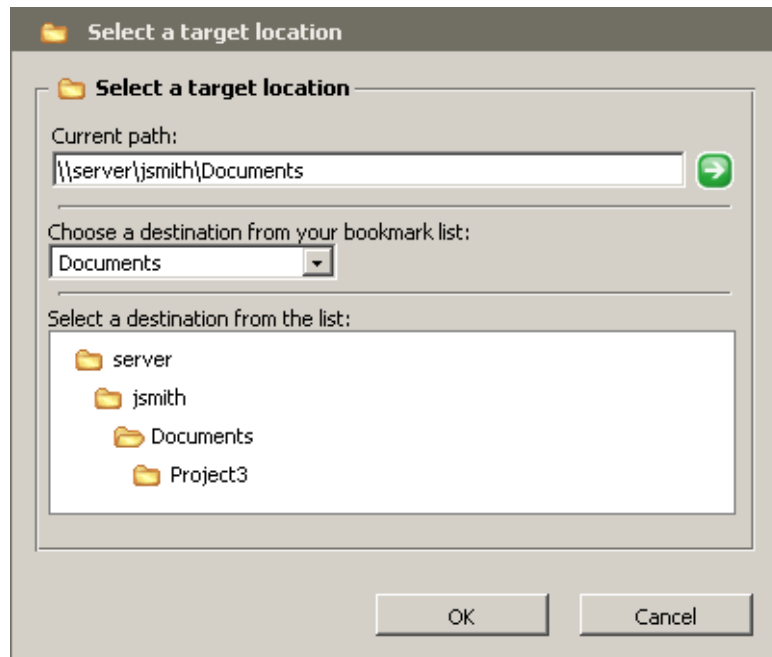 Select a target location
Select a target location
Current path:
\\server\jsmith\Documents
Choose a destination from your bookmark list:
Documents
Select a destination from the list:
server
jsmith
Documents
Project3
OK Cancel